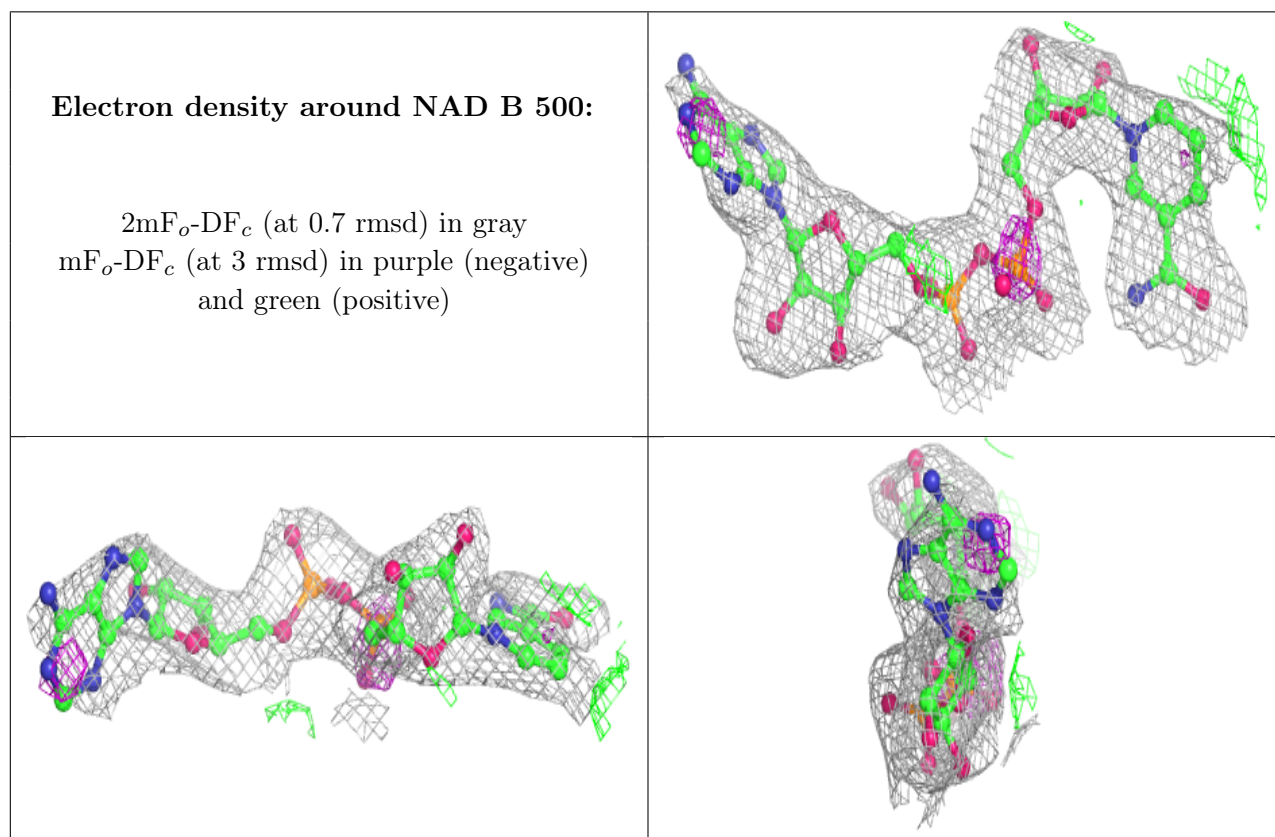 Electron density around NAD B 500:
2mFo-DFc (at 0.7 rmsd) in gray
mFo-DFc (at 3 rmsd) in purple (negative)
and green (positive)